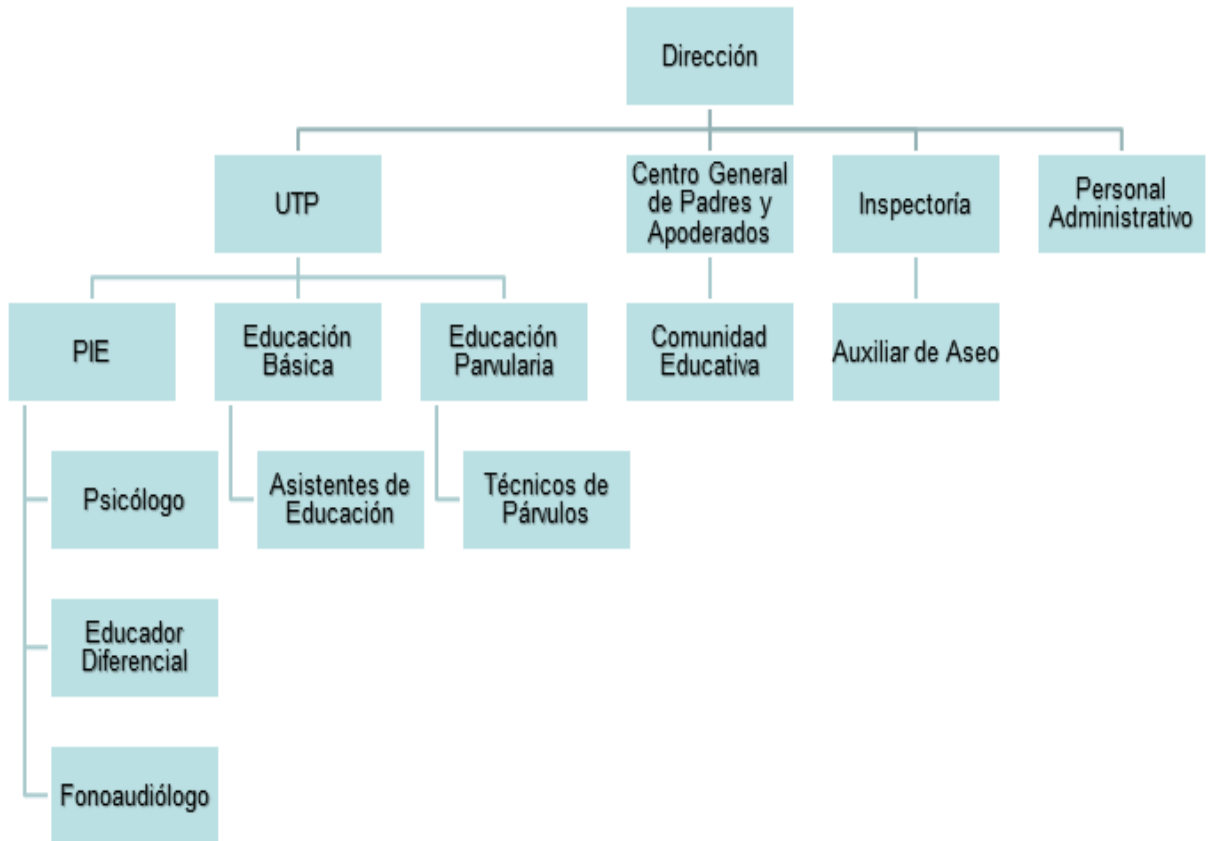 Dirección
UTP
Centro General
de Padres y
Apoderados
Inspectoría
Personal
Administrativo
PIE
Educación
Básica
Educación
Parvularia
Comunidad
Educativa
Auxiliar de Aseo
Psicólogo
Asistentes de
Educación
Técnicos de
Párvulos
Educador
Diferencial
Fonoaudiólogo